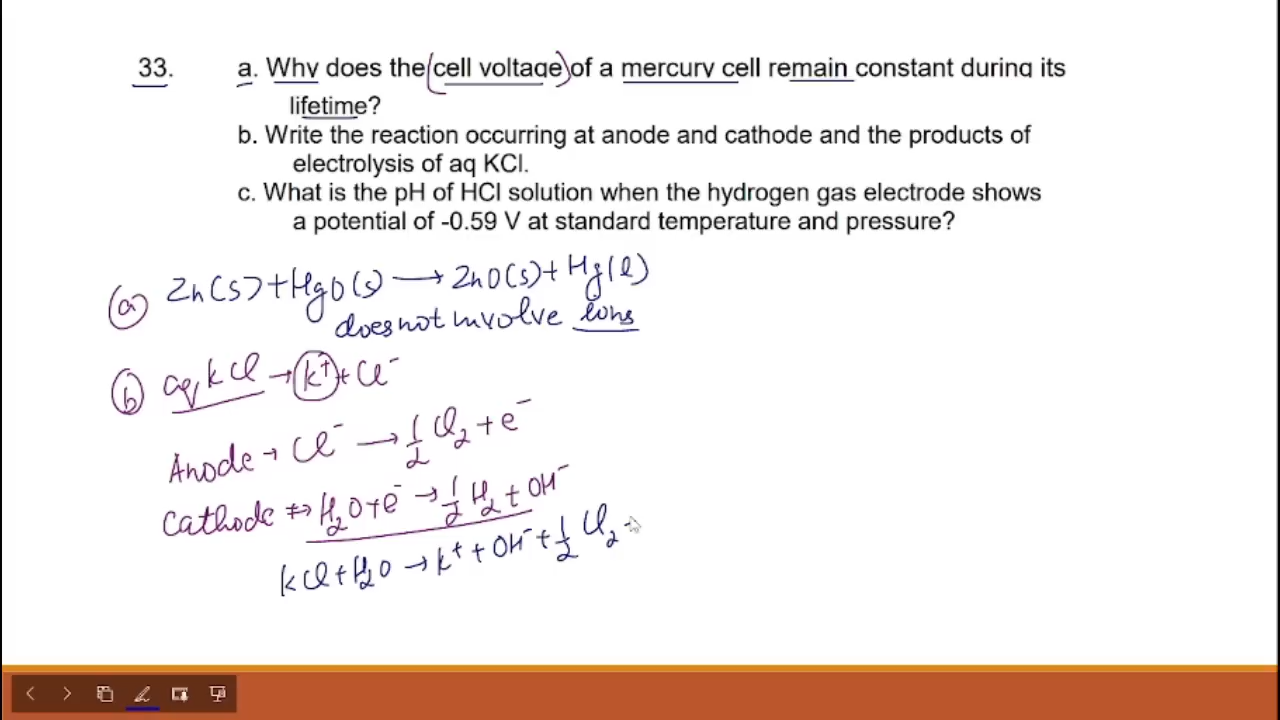 33. a. Why does the (cell voltage) of a mercury cell remain constant during its
lifetime?
b. Write the reaction occurring at anode and cathode and the products of
electrolysis of aq KCl.
c. What is the pH of HCl solution when the hydrogen gas electrode shows
a potential of -0.59 V at standard temperature and pressure?
(a) Zn(s) + HgO(s) → ZnO(s) + Hg(l)
does not involve ions
(b) aq KCl → K⁺ + Cl⁻
Anode → Cl⁻ → 1/2 Cl₂ + e⁻
Cathode → H₂O + e⁻ → 1/2 H₂ + OH⁻
KCl + H₂O → K⁺ + OH⁻ + 1/2 Cl₂ +